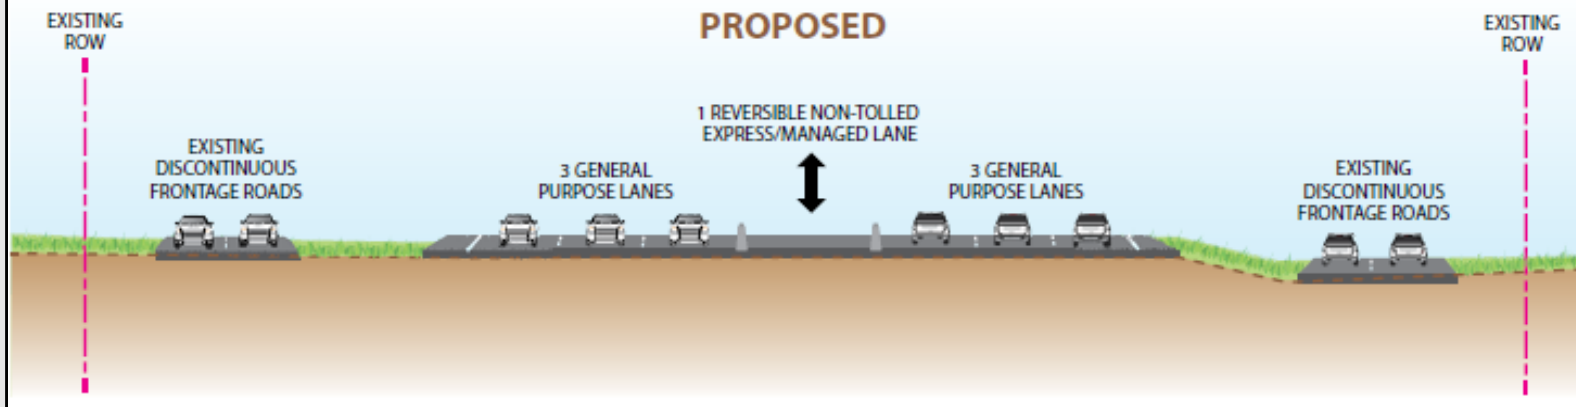 PROPOSED
EXISTING
ROW
EXISTING
ROW
1 REVERSIBLE NON-TOLLED
EXPRESS/MANAGED LANE
EXISTING
DISCONTINUOUS
FRONTAGE ROADS
3 GENERAL
PURPOSE LANES
3 GENERAL
PURPOSE LANES
EXISTING
DISCONTINUOUS
FRONTAGE ROADS